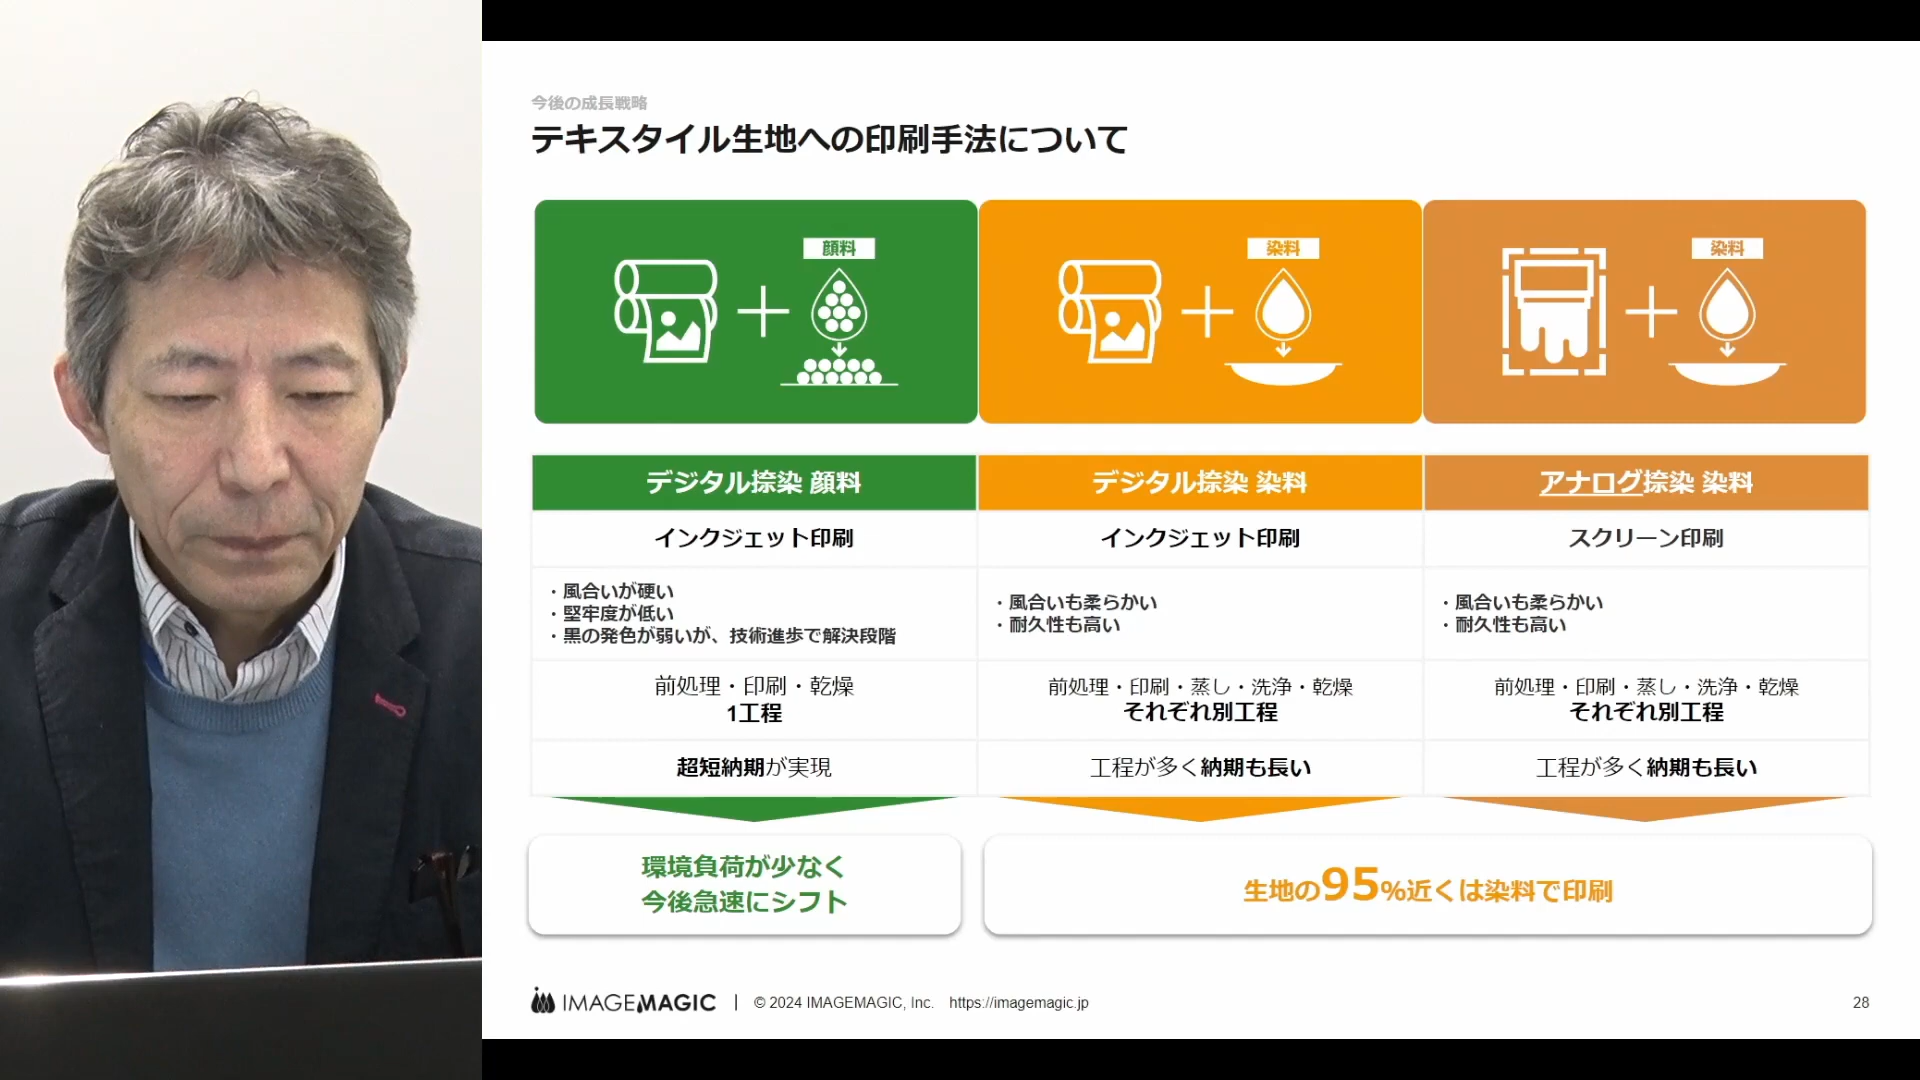 今後の成長戦略
テキスタイル生地への印刷手法について
顔料
染料
染料
デジタル捺染 顔料
デジタル捺染 染料
アナログ捺染 染料
インクジェット印刷
インクジェット印刷
スクリーン印刷
・風合いが硬い
・堅牢度が低い
・黒の発色が弱いが、技術進歩で解決段階
・風合いも柔らかい
・耐久性も高い
・風合いも柔らかい
・耐久性も高い
前処理・印刷・乾燥
1工程
前処理・印刷・蒸し・洗浄・乾燥
それぞれ別工程
前処理・印刷・蒸し・洗浄・乾燥
それぞれ別工程
超短納期が実現
工程が多く納期も長い
工程が多く納期も長い
環境負荷が少なく
今後急速にシフト
生地の95%近くは染料で印刷
IMAGEMAGIC | © 2024 IMAGEMAGIC, Inc. https://imagemagic.jp
28